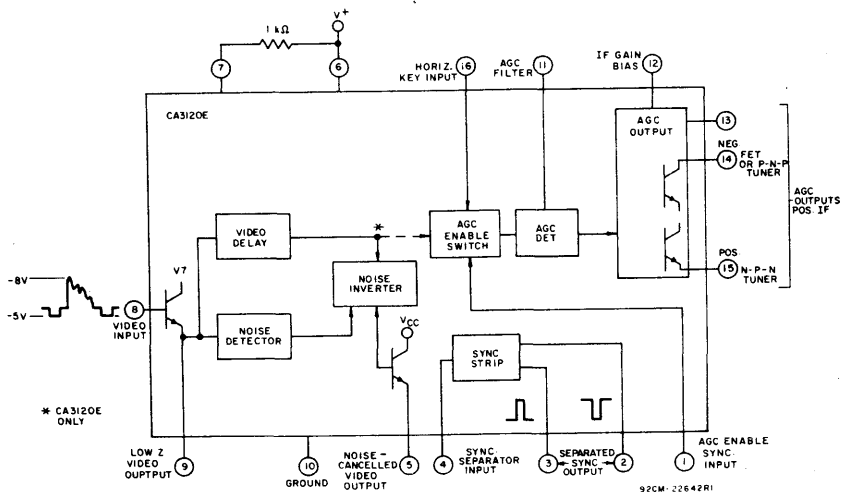 V+
1 kΩ
7
6
HORIZ.
KEY INPUT
16
AGC
FILTER
11
IF GAIN
BIAS
12
CA3120E
AGC
OUTPUT
13
NEG
14
FET
OR P-N-P
TUNER
AGC
OUTPUTS
POS. IF
POS.
15
N-P-N
TUNER
VIDEO
DELAY
*
AGC
ENABLE
SWITCH
AGC
DET
V7
NOISE
INVERTER
-8V
-5V
8
VIDEO
INPUT
NOISE
DETECTOR
VCC
SYNC
STRIP
* CA3120E
ONLY
9
LOW Z
VIDEO
OUPTPUT
10
GROUND
5
NOISE-
CANCELLED
VIDEO
OUTPUT
4
SYNC-
SEPARATOR
INPUT
3
SEPARATED
SYNC
OUTPUT
2
1
AGC ENABLE
SYNC.
INPUT
92CM-22642R1